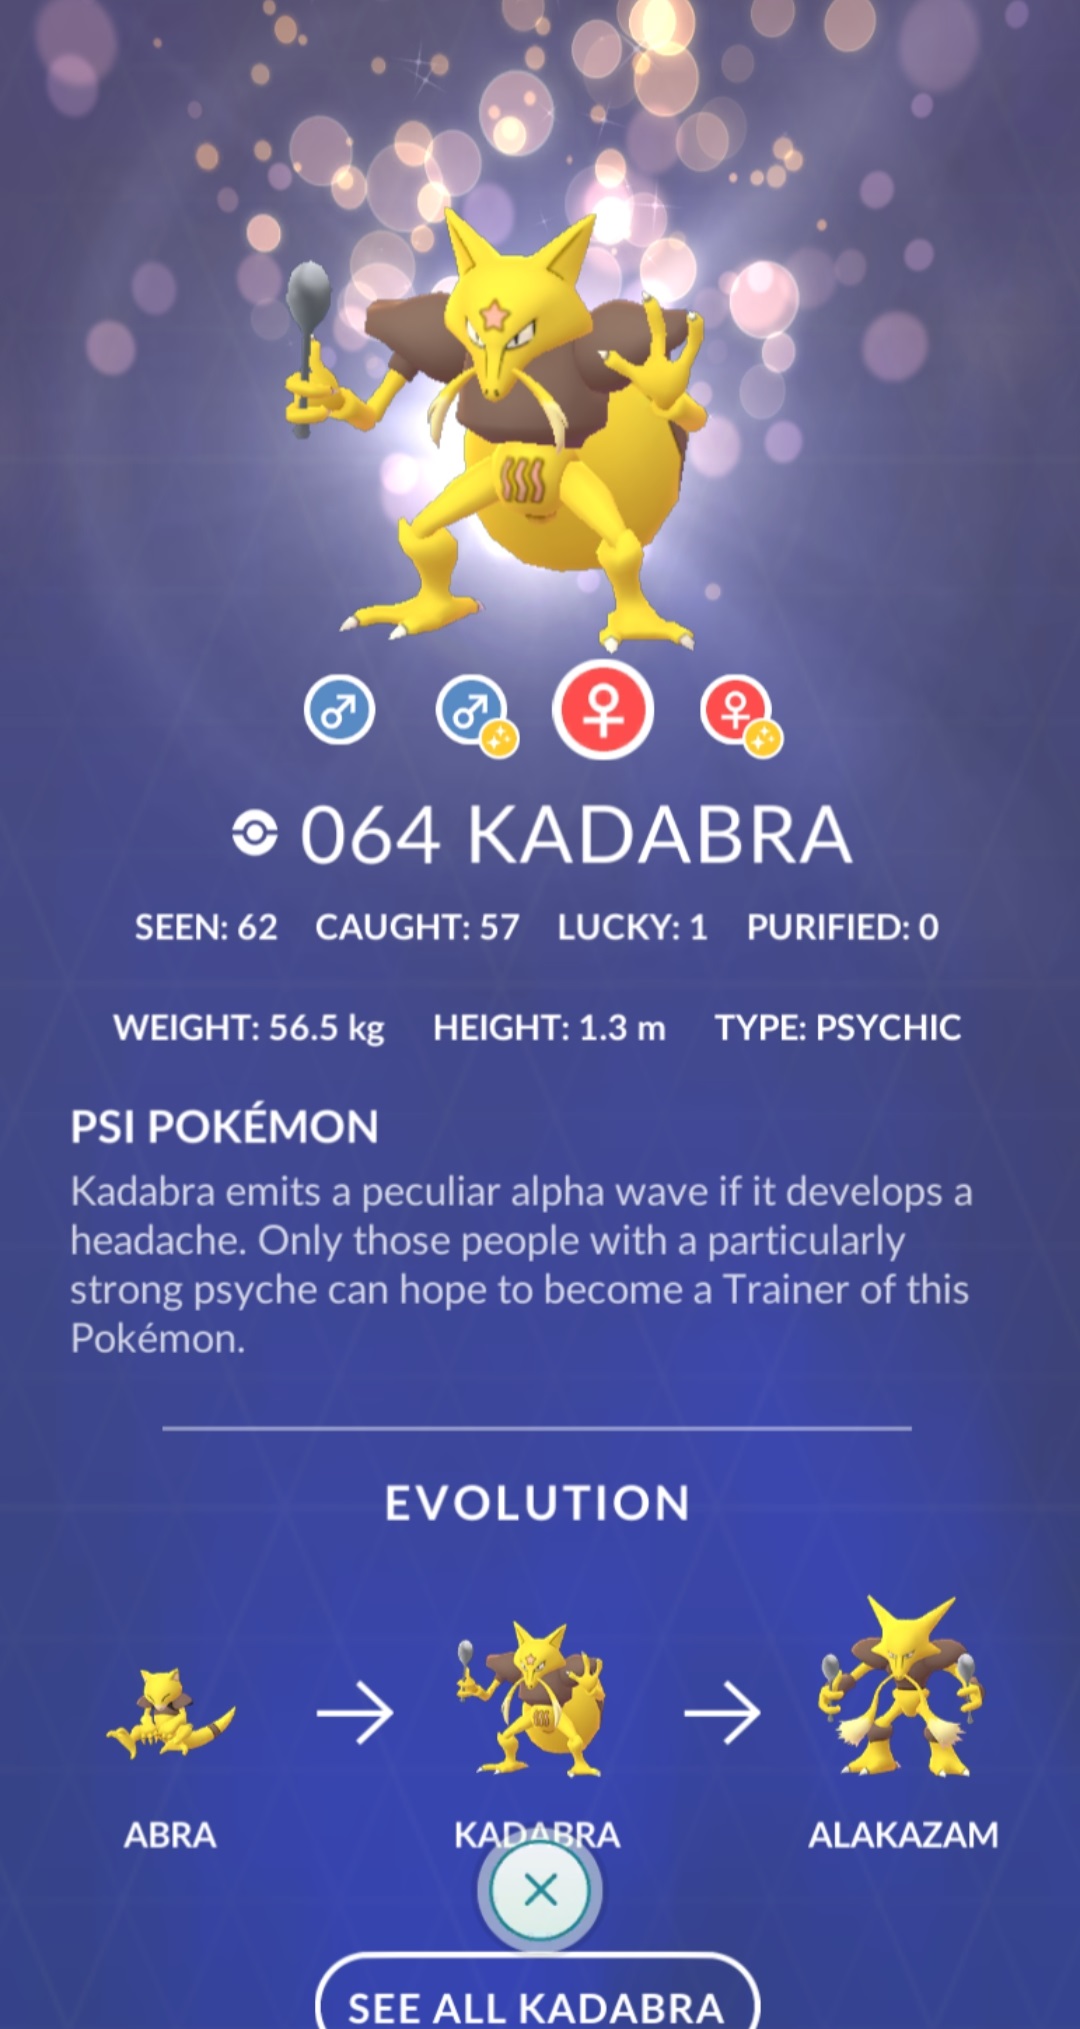 064 KADABRA
SEEN: 62 CAUGHT: 57 LUCKY: 1 PURIFIED: 0
WEIGHT: 56.5 kg HEIGHT: 1.3 m TYPE: PSYCHIC
PSI POKÉMON
Kadabra emits a peculiar alpha wave if it develops a
headache. Only those people with a particularly
strong psyche can hope to become a Trainer of this
Pokémon.
EVOLUTION
ABRA KADABRA ALAKAZAM
SEE ALL KADABRA